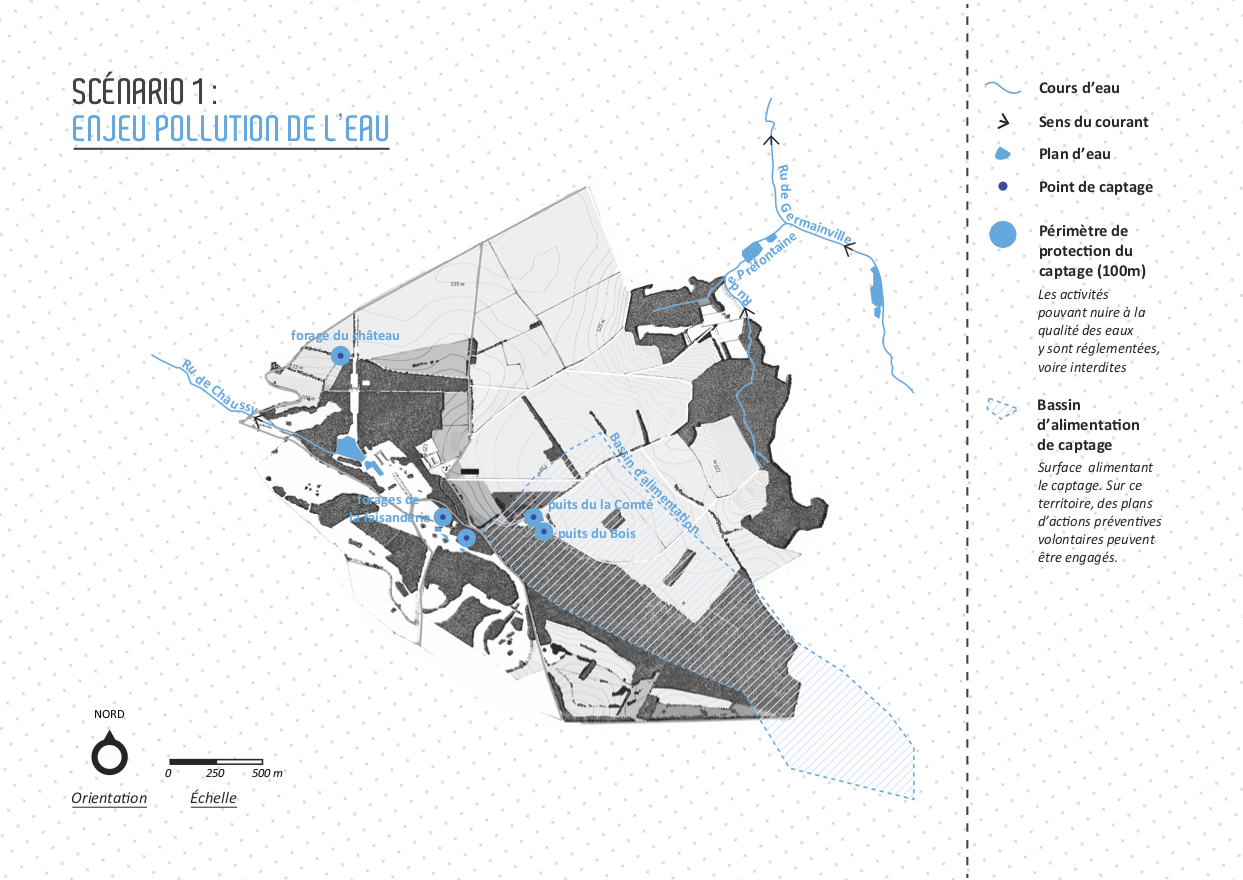 SCÉNARIO 1 :
ENJEU POLLUTION DE L'EAU
Ru de Germainville
Ru de Préfontaine
135 m
125 m
forage du château
Ru de Chaussy
Bassin d'alimentation
forages de
la faisanderie
puits du la Comté
puits du Bois
NORD
0 250 500 m
Orientation Échelle
Cours d'eau
Sens du courant
Plan d'eau
Point de captage
Périmètre de
protection du
captage (100m)
Les activités
pouvant nuire à la
qualité des eaux
y sont réglementées,
voire interdites
Bassin
d'alimentation
de captage
Surface alimentant
le captage. Sur ce
territoire, des plans
d'actions préventives
volontaires peuvent
être engagés.